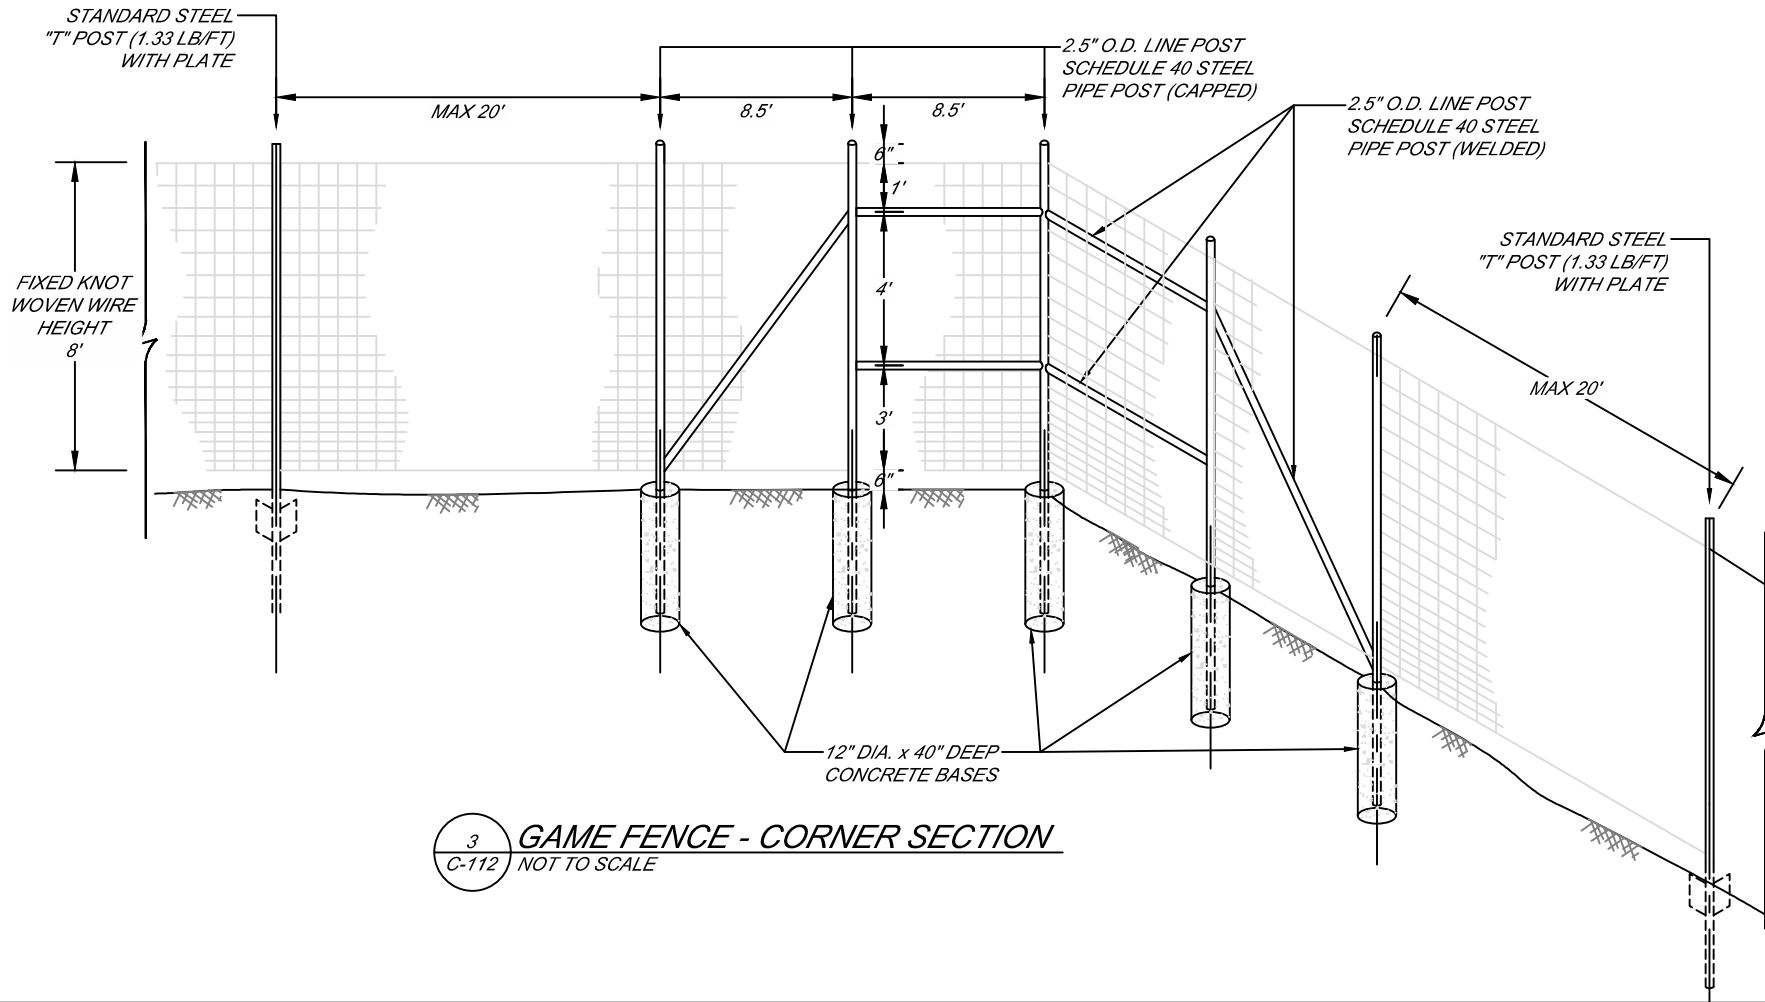 STANDARD STEEL
"T" POST (1.33 LB/FT)
WITH PLATE
2.5" O.D. LINE POST
SCHEDULE 40 STEEL
PIPE POST (CAPPED)
2.5" O.D. LINE POST
SCHEDULE 40 STEEL
PIPE POST (WELDED)
MAX 20'
8.5'
8.5'
6"
1'
4'
3'
6"
FIXED KNOT
WOVEN WIRE
HEIGHT
8'
STANDARD STEEL
"T" POST (1.33 LB/FT)
WITH PLATE
MAX 20'
12" DIA. x 40" DEEP
CONCRETE BASES
3
C-112
GAME FENCE - CORNER SECTION
NOT TO SCALE